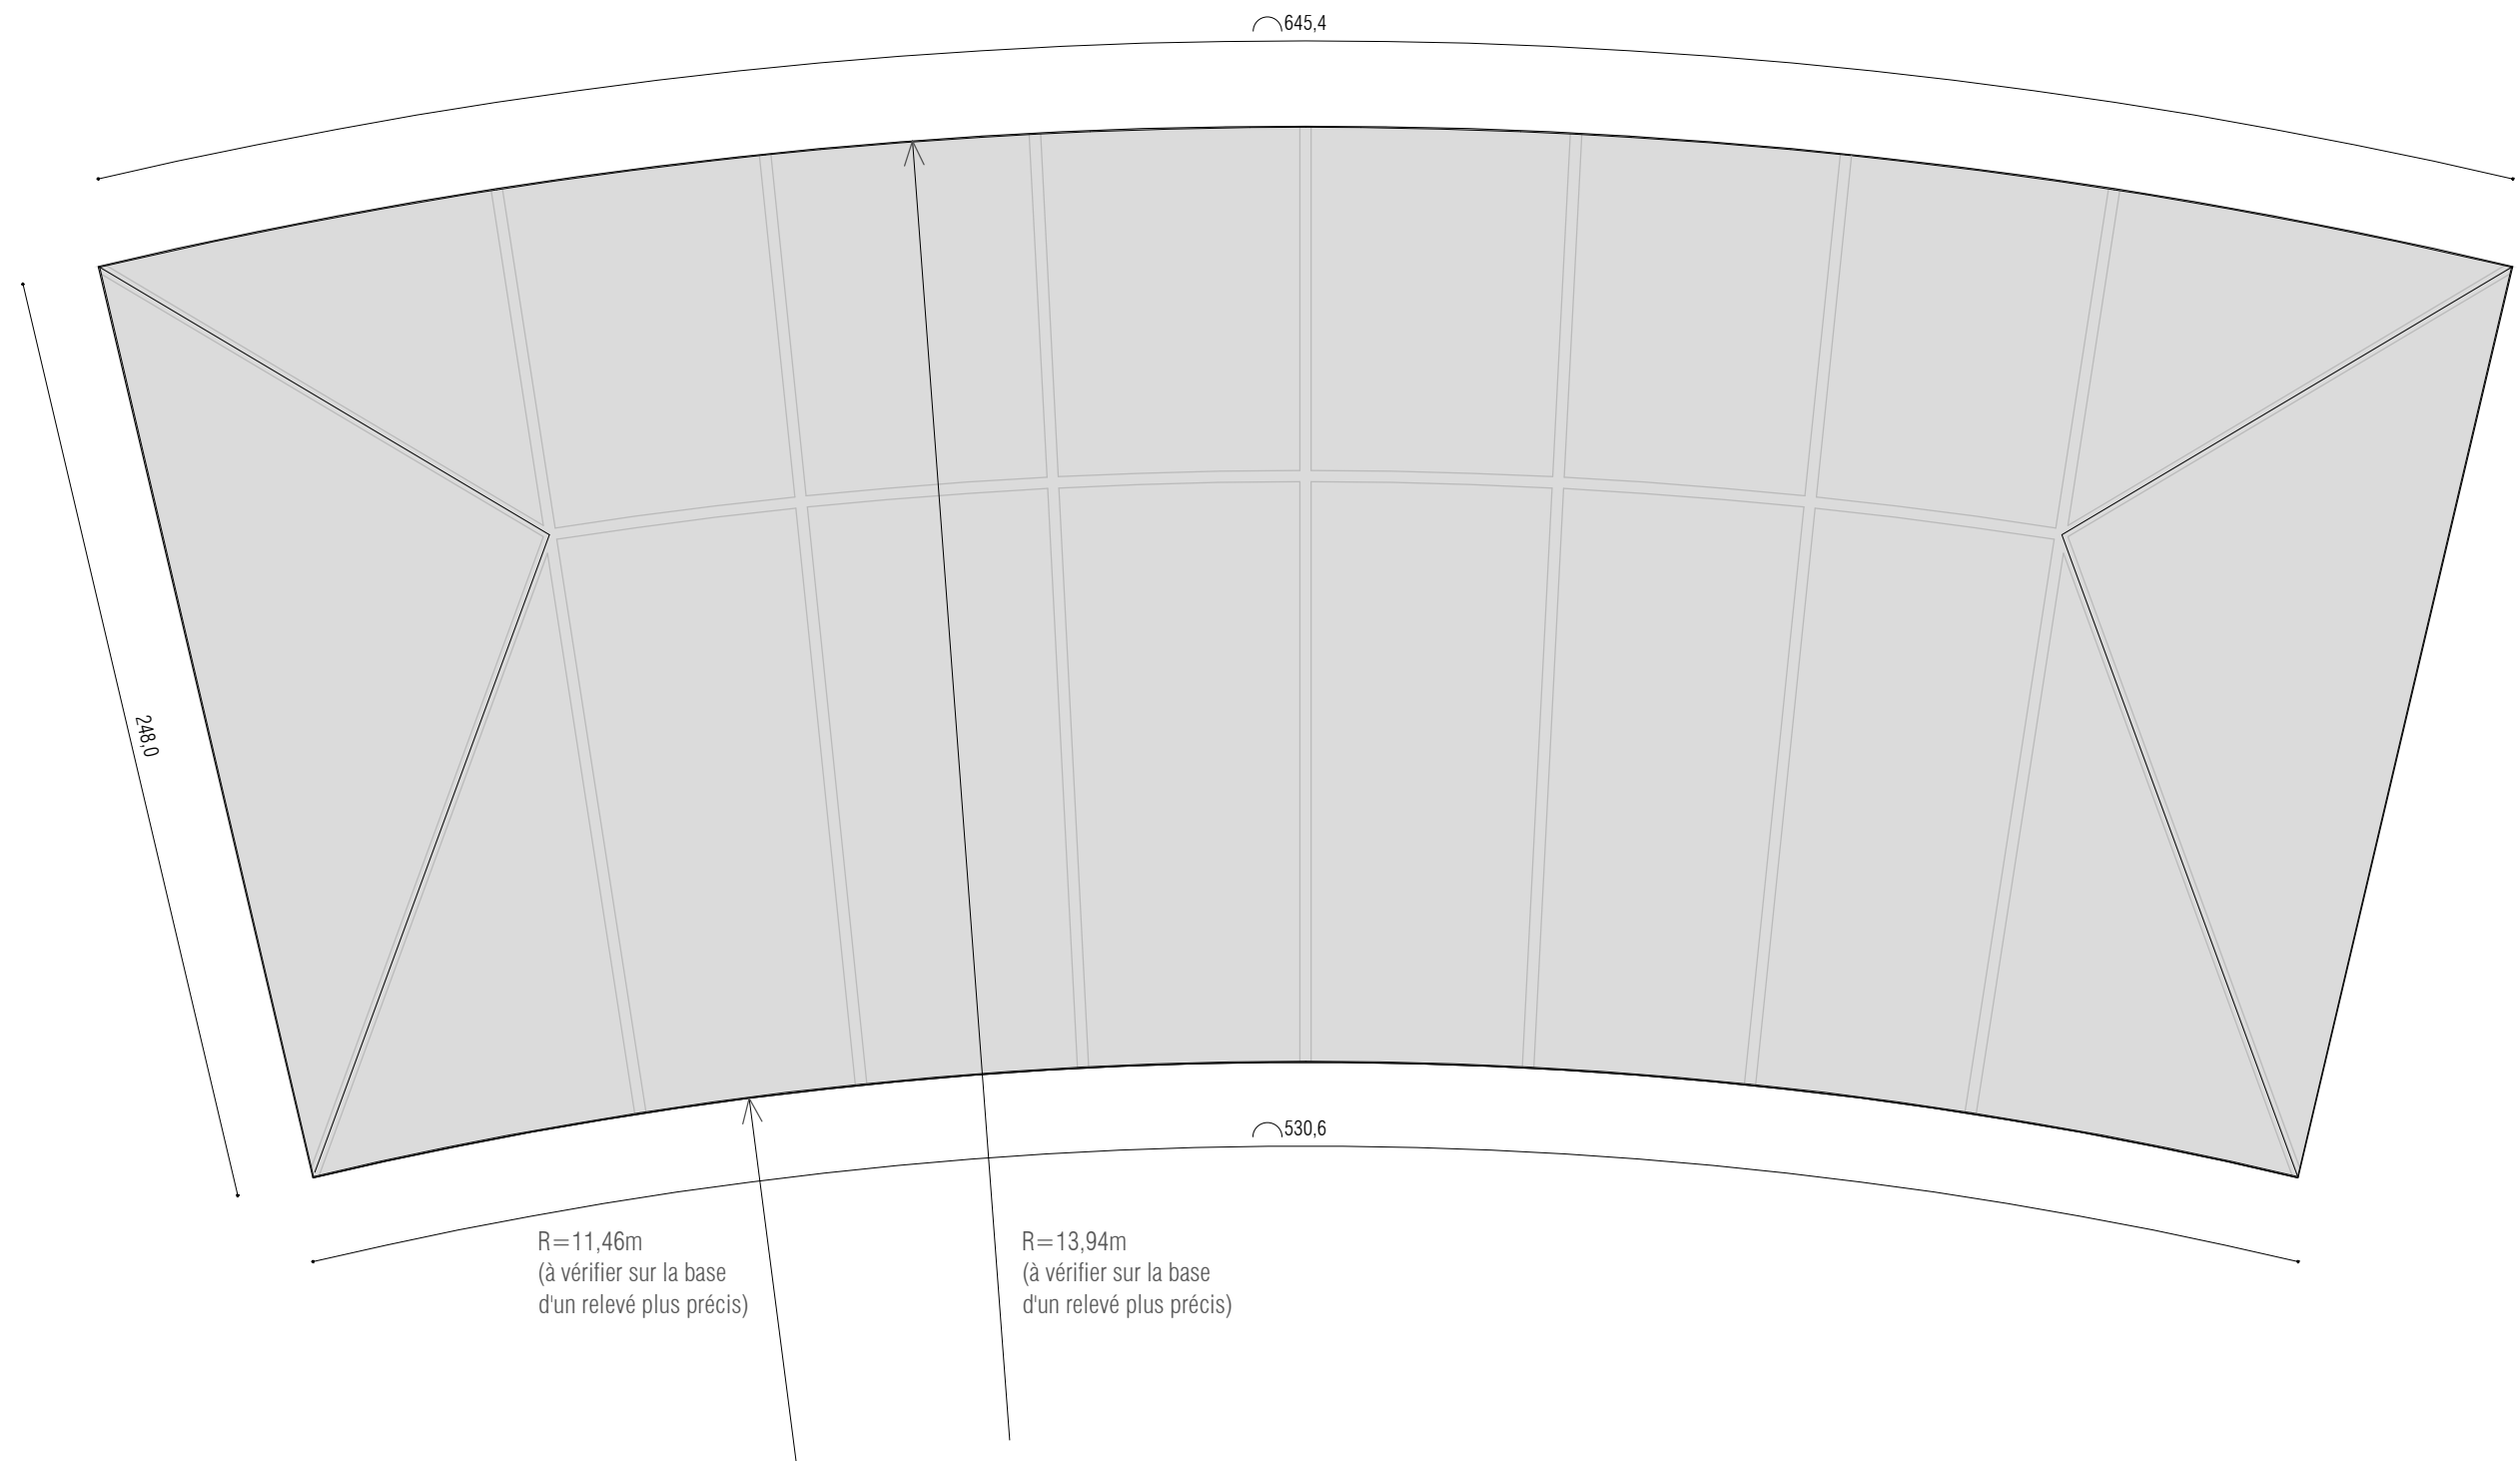 645,4
248,0
530,6
R=11,46m
(à vérifier sur la base
d'un relevé plus précis)
R=13,94m
(à vérifier sur la base
d'un relevé plus précis)